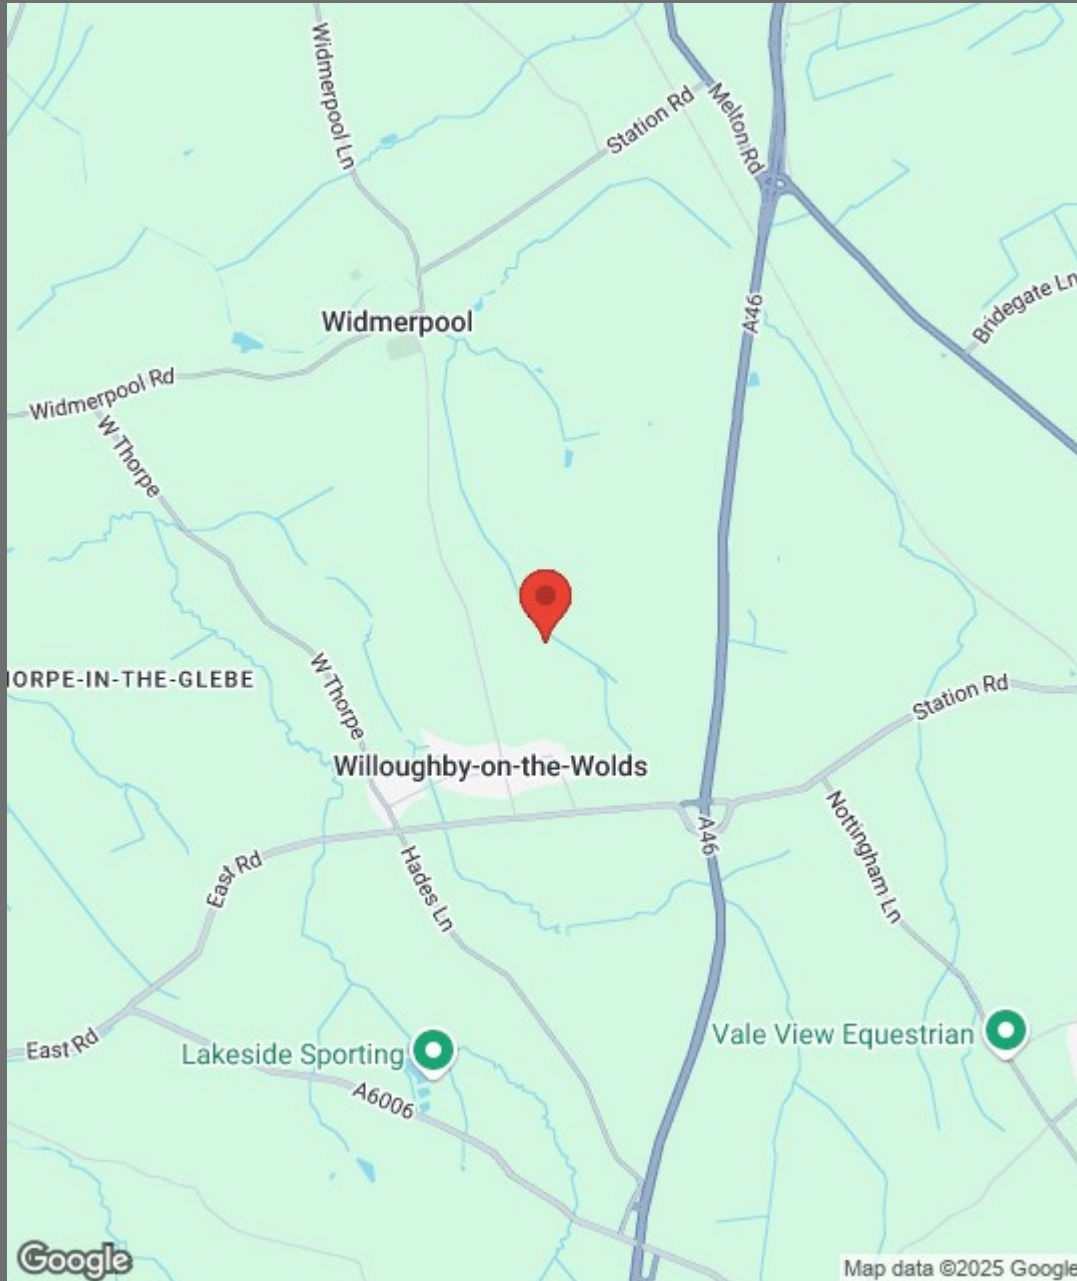 Widmerpool Ln
Station Rd
Melton Rd
A46
Bridegate Ln
Widmerpool
Widmerpool Rd
W Thorpe
W Thorpe
HORPE-IN-THE-GLEBE
Station Rd
Willoughby-on-the-Wolds
A46
Nottingham Ln
East Rd
Hades Ln
East Rd
Lakeside Sporting
Vale View Equestrian
A6006
Google
Map data ©2025 Google